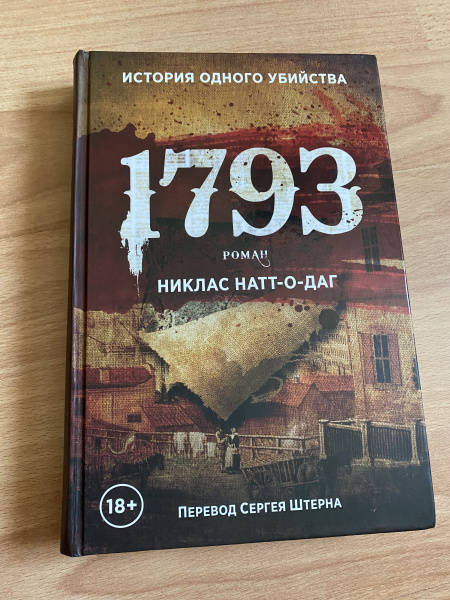 ИСТОРИЯ ОДНОГО УБИЙСТВА
1793
РОМАН
НИКЛАС НАТТ-О-ДАГ
18+
ПЕРЕВОД СЕРГЕЯ ШТЕРНА